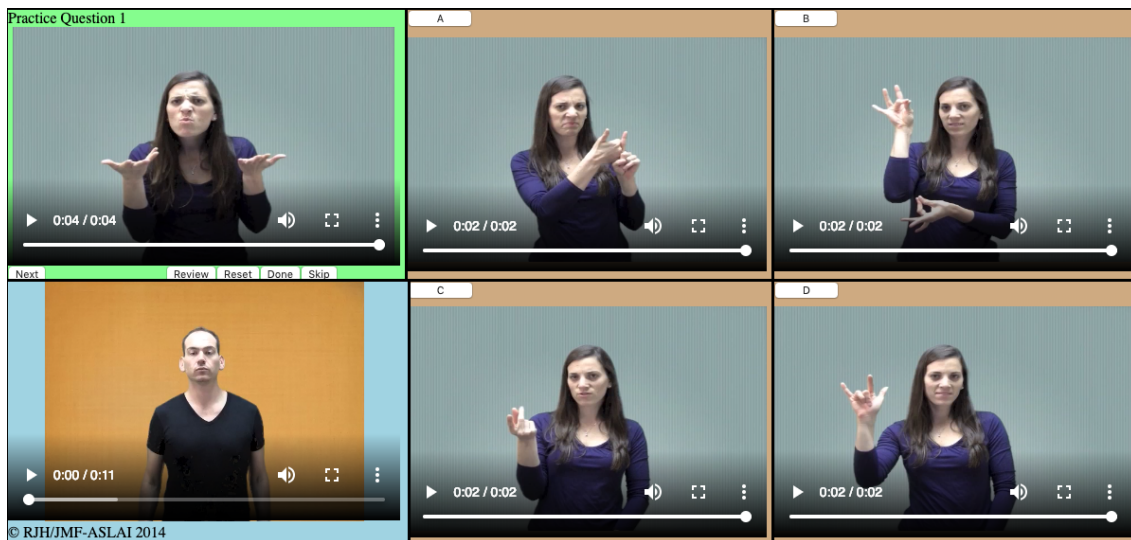 Practice Question 1
0:04 / 0:04
Next
Review Reset Done Skip
A
0:02 / 0:02
B
0:02 / 0:02
0:00 / 0:11
© RJH/JMF-ASLAI 2014
C
0:02 / 0:02
D
0:02 / 0:02